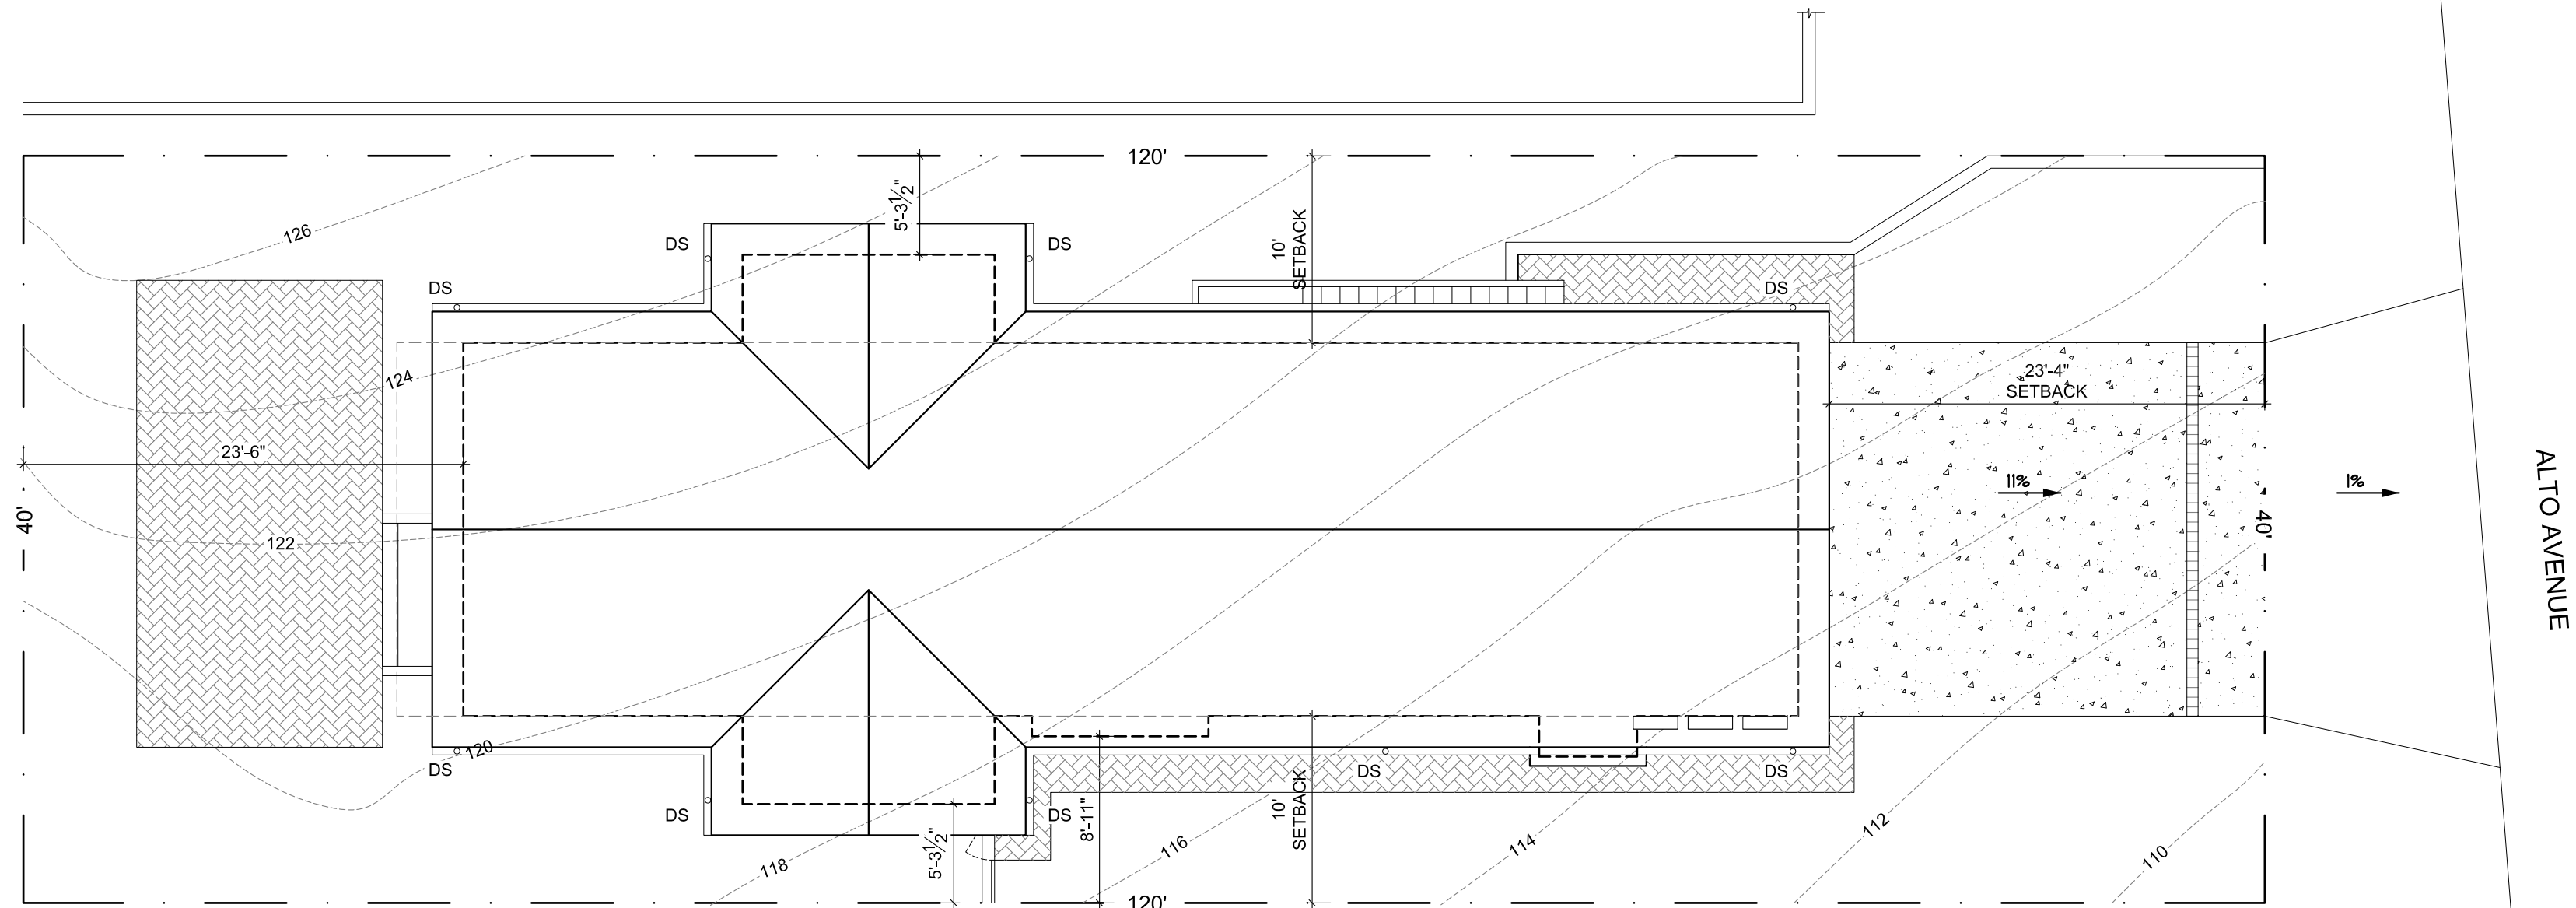 120'
5'-3½"
126
DS
DS
10'
SETBACK
DS
DS
124
23'-4"
SETBACK
23'-6"
11%
1%
ALTO AVENUE
40'
40'
122
120
DS
DS
DS
DS
DS
8'-11"
10'
SETBACK
5'-3½"
118
116
114
112
110
120'